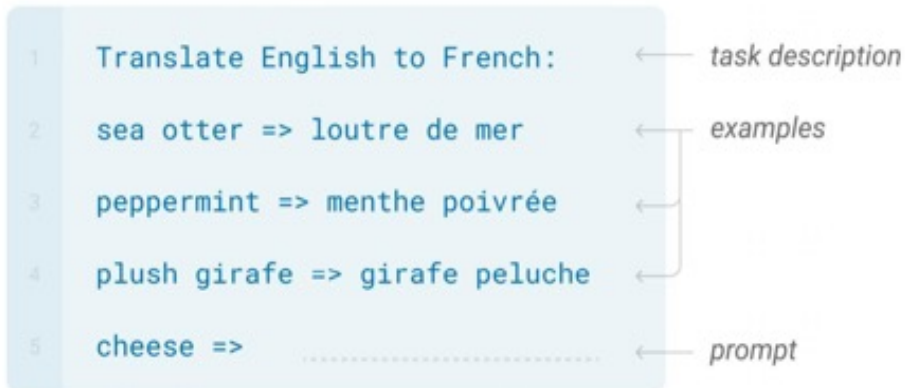 1 Translate English to French: task description
2 sea otter => loutre de mer examples
3 peppermint => menthe poivrée
4 plush girafe => girafe peluche
5 cheese => prompt